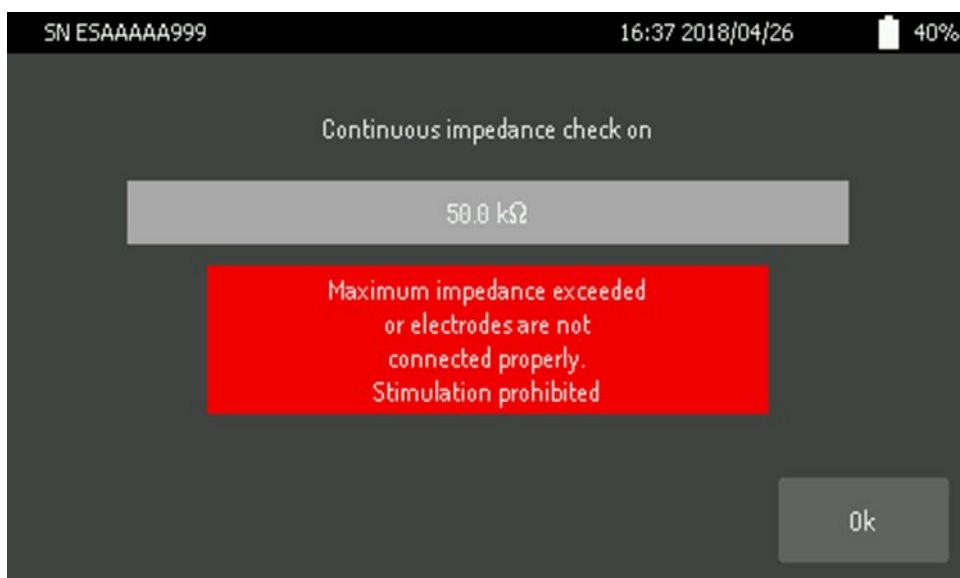 SN ESAAAAA999 16:37 2018/04/26 40%
Continuous impedance check on
50.0 kΩ
Maximum impedance exceeded
or electrodes are not
connected properly.
Stimulation prohibited
Ok